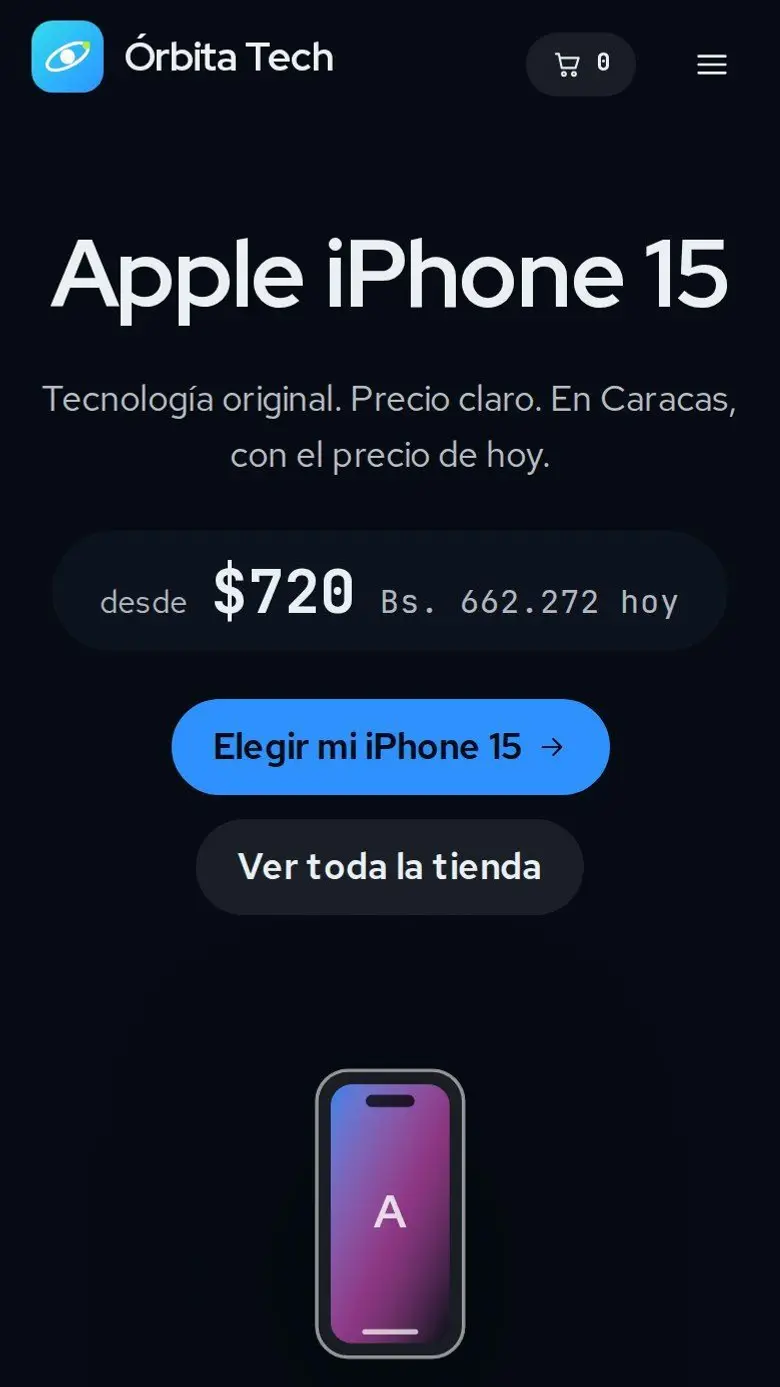 Órbita Tech
0
Apple iPhone 15
Tecnología original. Precio claro. En Caracas,
con el precio de hoy.
desde $720 Bs. 662.272 hoy
Elegir mi iPhone 15 →
Ver toda la tienda
A